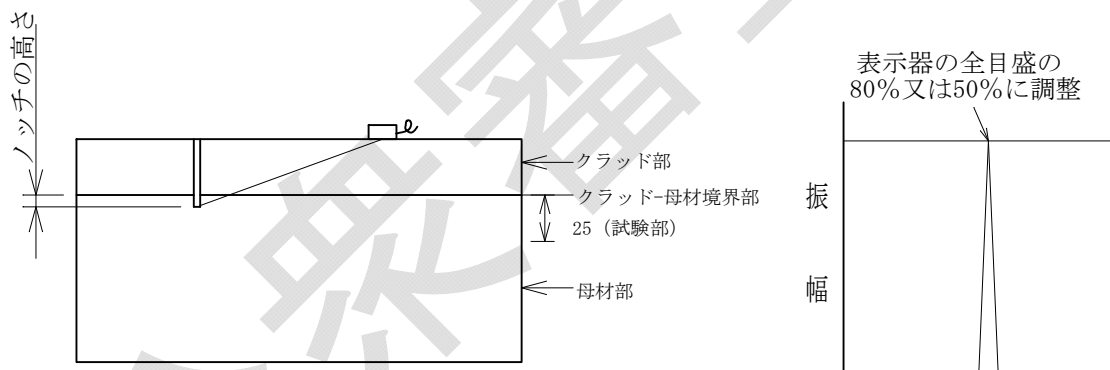 ノッチの高さ
クラッド部
クラッド-母材境界部
25（試験部）
母材部
表示器の全目盛の
80%又は50%に調整
振
幅